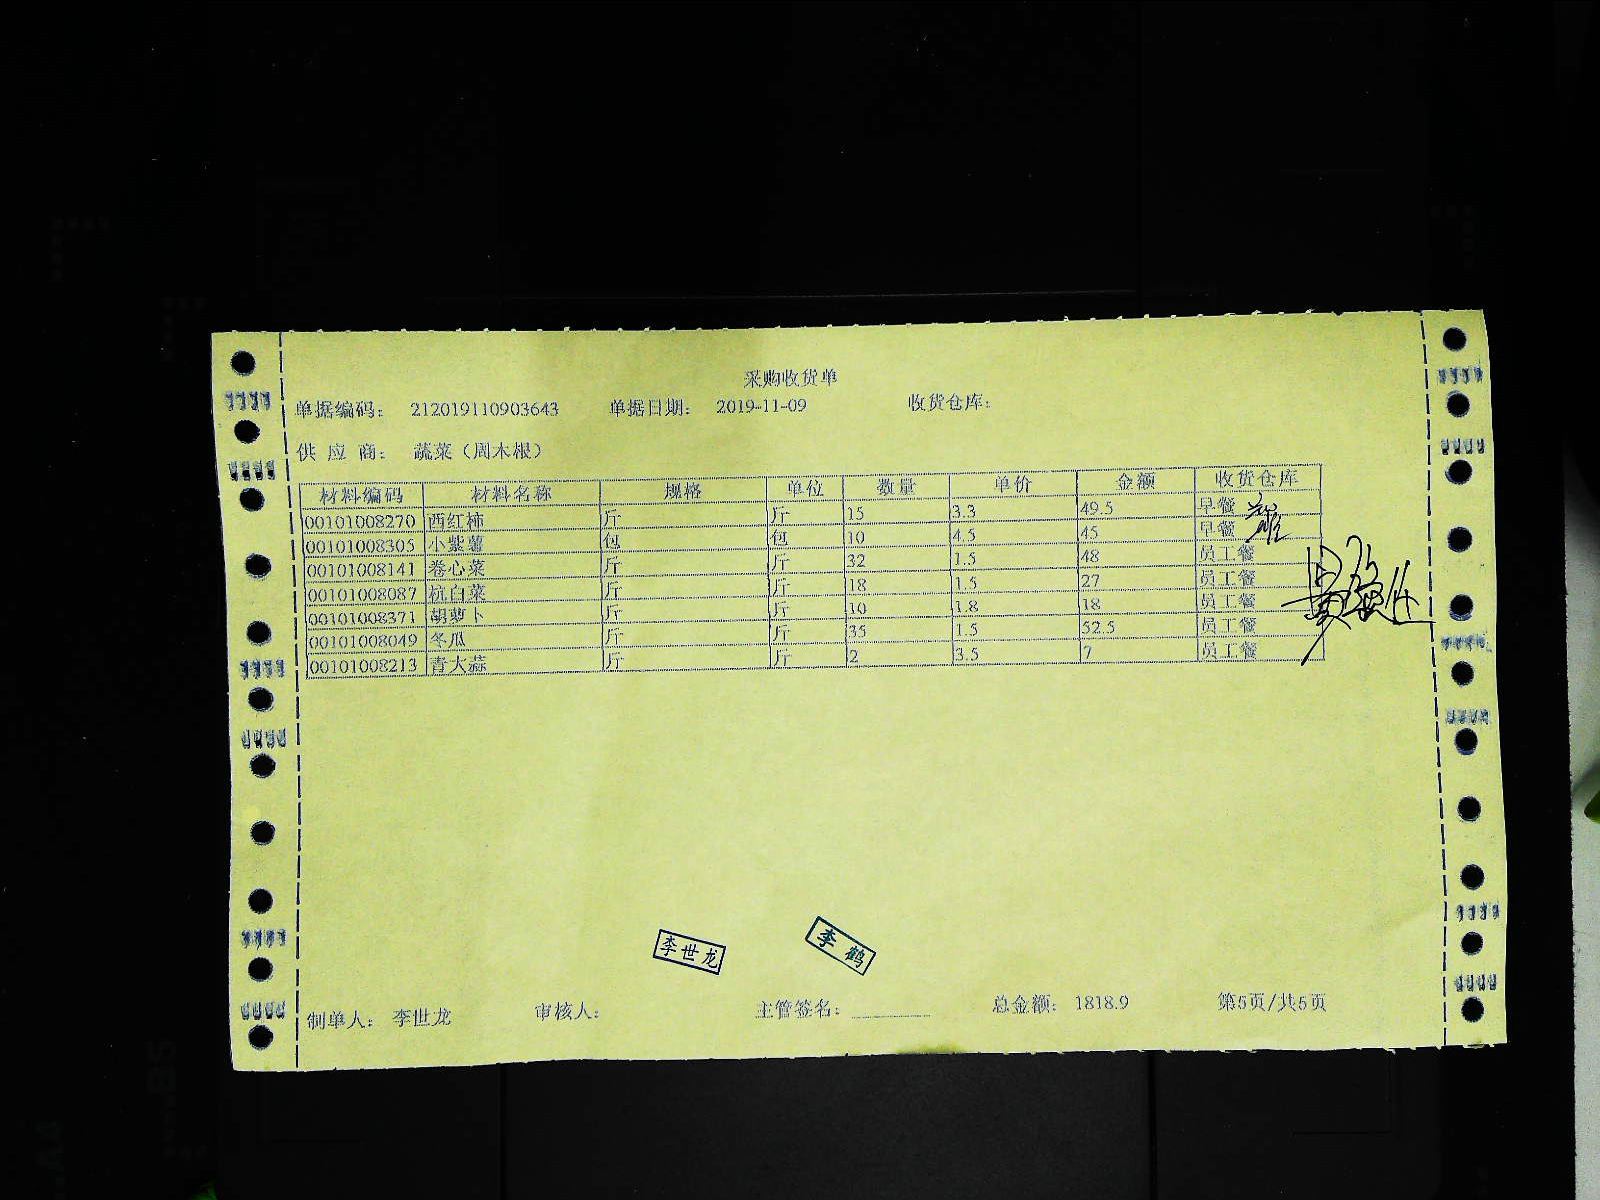 采购收货单
单据编码： 212019110903643 单据日期： 2019-11-09 收货仓库：
供 应 商： 蔬菜（周木根）
材料编码 材料名称 规格 单位 数量 单价 金额 收货仓库
00101008270 西红柿 斤 斤 15 3.3 49.5 早餐
00101008305 小紫薯 包 包 10 4.5 45 早餐
00101008141 卷心菜 斤 斤 32 1.5 48 员工餐
00101008087 杭白菜 斤 斤 18 1.5 27 员工餐
00101008371 胡萝卜 斤 斤 10 1.8 18 员工餐
00101008049 冬瓜 斤 斤 35 1.5 52.5 员工餐
00101008213 青大蒜 斤 斤 2 3.5 7 员工餐
李世龙 李鹤
制单人： 李世龙 审核人： 主管签名： 总金额： 1818.9 第5页/共5页